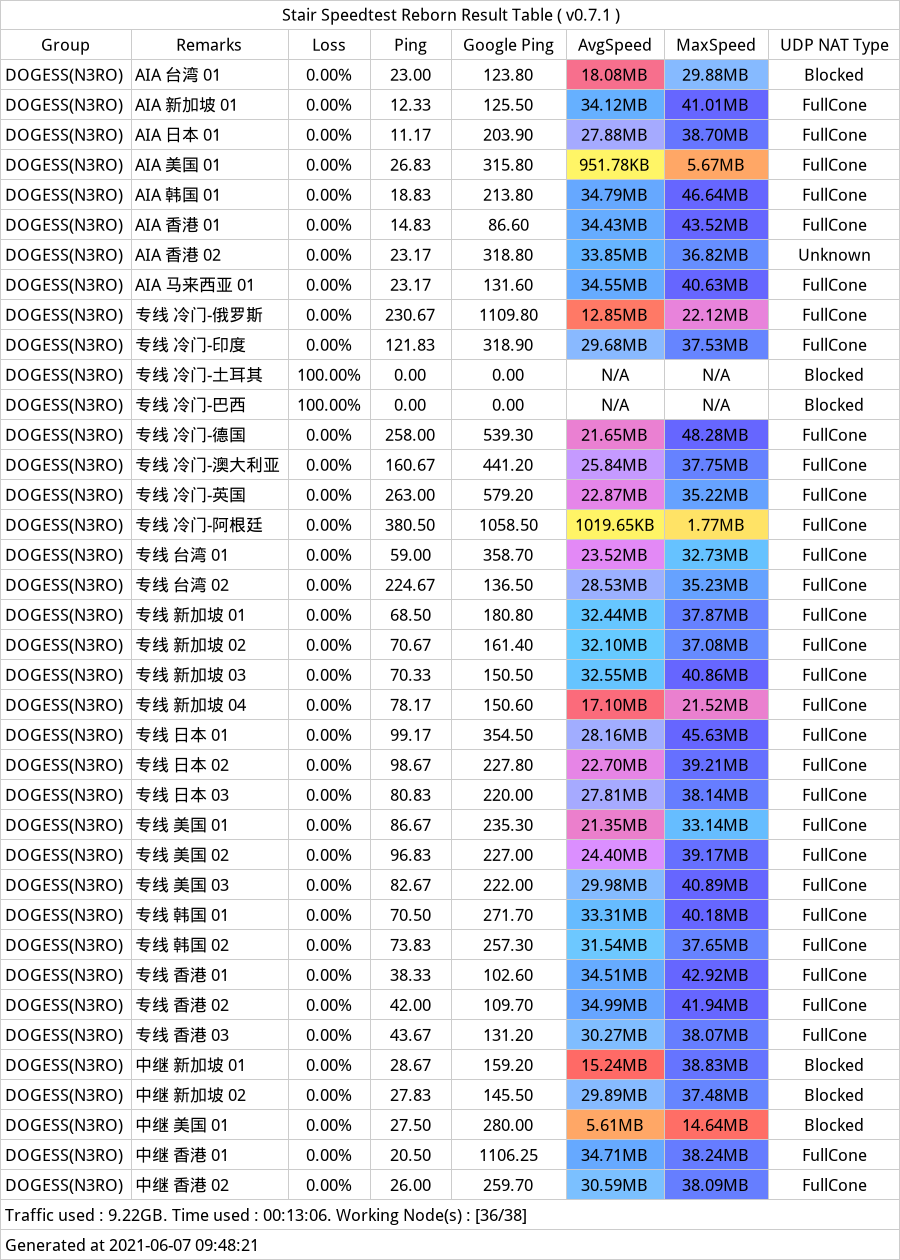 Stair Speedtest Reborn Result Table ( v0.7.1 )
Group Remarks Loss Ping Google Ping AvgSpeed MaxSpeed UDP NAT Type
DOGESS(N3RO) AIA 台湾 01 0.00% 23.00 123.80 18.08MB 29.88MB Blocked
DOGESS(N3RO) AIA 新加坡 01 0.00% 12.33 125.50 34.12MB 41.01MB FullCone
DOGESS(N3RO) AIA 日本 01 0.00% 11.17 203.90 27.88MB 38.70MB FullCone
DOGESS(N3RO) AIA 美国 01 0.00% 26.83 315.80 951.78KB 5.67MB FullCone
DOGESS(N3RO) AIA 韩国 01 0.00% 18.83 213.80 34.79MB 46.64MB FullCone
DOGESS(N3RO) AIA 香港 01 0.00% 14.83 86.60 34.43MB 43.52MB FullCone
DOGESS(N3RO) AIA 香港 02 0.00% 23.17 318.80 33.85MB 36.82MB Unknown
DOGESS(N3RO) AIA 马来西亚 01 0.00% 23.17 131.60 34.55MB 40.63MB FullCone
DOGESS(N3RO) 专线 冷门-俄罗斯 0.00% 230.67 1109.80 12.85MB 22.12MB FullCone
DOGESS(N3RO) 专线 冷门-印度 0.00% 121.83 318.90 29.68MB 37.53MB FullCone
DOGESS(N3RO) 专线 冷门-土耳其 100.00% 0.00 0.00 N/A N/A Blocked
DOGESS(N3RO) 专线 冷门-巴西 100.00% 0.00 0.00 N/A N/A Blocked
DOGESS(N3RO) 专线 冷门-德国 0.00% 258.00 539.30 21.65MB 48.28MB FullCone
DOGESS(N3RO) 专线 冷门-澳大利亚 0.00% 160.67 441.20 25.84MB 37.75MB FullCone
DOGESS(N3RO) 专线 冷门-英国 0.00% 263.00 579.20 22.87MB 35.22MB FullCone
DOGESS(N3RO) 专线 冷门-阿根廷 0.00% 380.50 1058.50 1019.65KB 1.77MB FullCone
DOGESS(N3RO) 专线 台湾 01 0.00% 59.00 358.70 23.52MB 32.73MB FullCone
DOGESS(N3RO) 专线 台湾 02 0.00% 224.67 136.50 28.53MB 35.23MB FullCone
DOGESS(N3RO) 专线 新加坡 01 0.00% 68.50 180.80 32.44MB 37.87MB FullCone
DOGESS(N3RO) 专线 新加坡 02 0.00% 70.67 161.40 32.10MB 37.08MB FullCone
DOGESS(N3RO) 专线 新加坡 03 0.00% 70.33 150.50 32.55MB 40.86MB FullCone
DOGESS(N3RO) 专线 新加坡 04 0.00% 78.17 150.60 17.10MB 21.52MB FullCone
DOGESS(N3RO) 专线 日本 01 0.00% 99.17 354.50 28.16MB 45.63MB FullCone
DOGESS(N3RO) 专线 日本 02 0.00% 98.67 227.80 22.70MB 39.21MB FullCone
DOGESS(N3RO) 专线 日本 03 0.00% 80.83 220.00 27.81MB 38.14MB FullCone
DOGESS(N3RO) 专线 美国 01 0.00% 86.67 235.30 21.35MB 33.14MB FullCone
DOGESS(N3RO) 专线 美国 02 0.00% 96.83 227.00 24.40MB 39.17MB FullCone
DOGESS(N3RO) 专线 美国 03 0.00% 82.67 222.00 29.98MB 40.89MB FullCone
DOGESS(N3RO) 专线 韩国 01 0.00% 70.50 271.70 33.31MB 40.18MB FullCone
DOGESS(N3RO) 专线 韩国 02 0.00% 73.83 257.30 31.54MB 37.65MB FullCone
DOGESS(N3RO) 专线 香港 01 0.00% 38.33 102.60 34.51MB 42.92MB FullCone
DOGESS(N3RO) 专线 香港 02 0.00% 42.00 109.70 34.99MB 41.94MB FullCone
DOGESS(N3RO) 专线 香港 03 0.00% 43.67 131.20 30.27MB 38.07MB FullCone
DOGESS(N3RO) 中继 新加坡 01 0.00% 28.67 159.20 15.24MB 38.83MB Blocked
DOGESS(N3RO) 中继 新加坡 02 0.00% 27.83 145.50 29.89MB 37.48MB Blocked
DOGESS(N3RO) 中继 美国 01 0.00% 27.50 280.00 5.61MB 14.64MB Blocked
DOGESS(N3RO) 中继 香港 01 0.00% 20.50 1106.25 34.71MB 38.24MB FullCone
DOGESS(N3RO) 中继 香港 02 0.00% 26.00 259.70 30.59MB 38.09MB FullCone
Traffic used : 9.22GB. Time used : 00:13:06. Working Node(s) : [36/38]
Generated at 2021-06-07 09:48:21